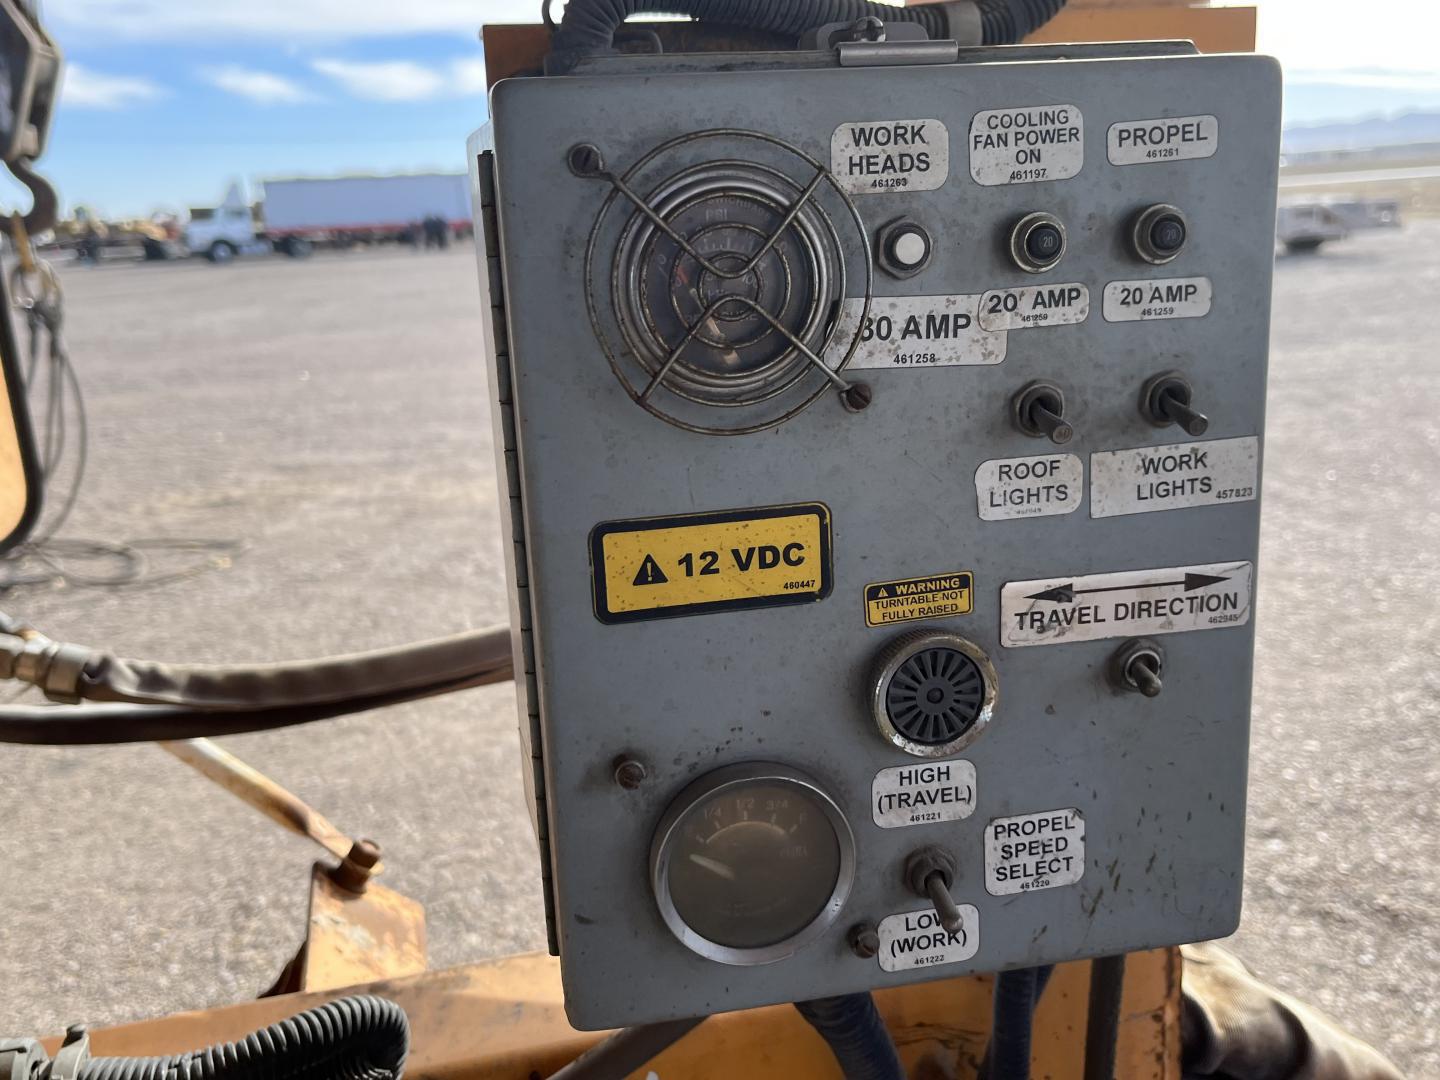 WORK
HEADS
461263
COOLING
FAN POWER
ON
461197
PROPEL
461261
PSI
20
20
30 AMP
461258
20 AMP
461259
20 AMP
461259
ROOF
LIGHTS
WORK
LIGHTS
457823
12 VDC
460447
WARNING
TURNTABLE NOT
FULLY RAISED
TRAVEL DIRECTION
462945
HIGH
(TRAVEL)
461221
PROPEL
SPEED
SELECT
461220
LOW
(WORK)
461222
1/4 1/2 3/4 F